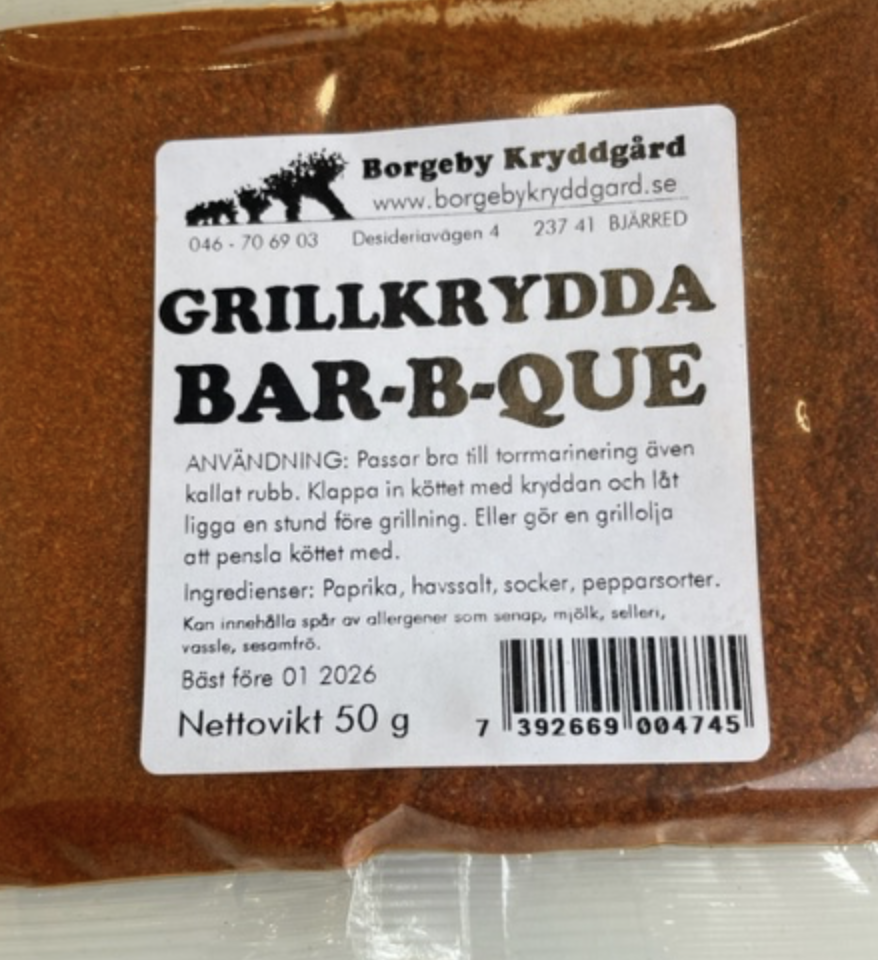 Borgeby Kryddgård
www.borgebykryddgard.se
046 - 70 69 03 Desideriavägen 4 237 41 BJÄRRED
GRILLKRYDDA
BAR-B-QUE
ANVÄNDNING: Passar bra till torrmarinering även
kallat rubb. Klappa in köttet med kryddan och låt
ligga en stund före grillning. Eller gör en grillolja
att pensla köttet med.
Ingredienser: Paprika, havssalt, socker, pepparsorter.
Kan innehålla spår av allergener som senap, mjölk, selleri,
vassle, sesamfrö.
Bäst före 01 2026
Nettovikt 50 g
7 392669 004745